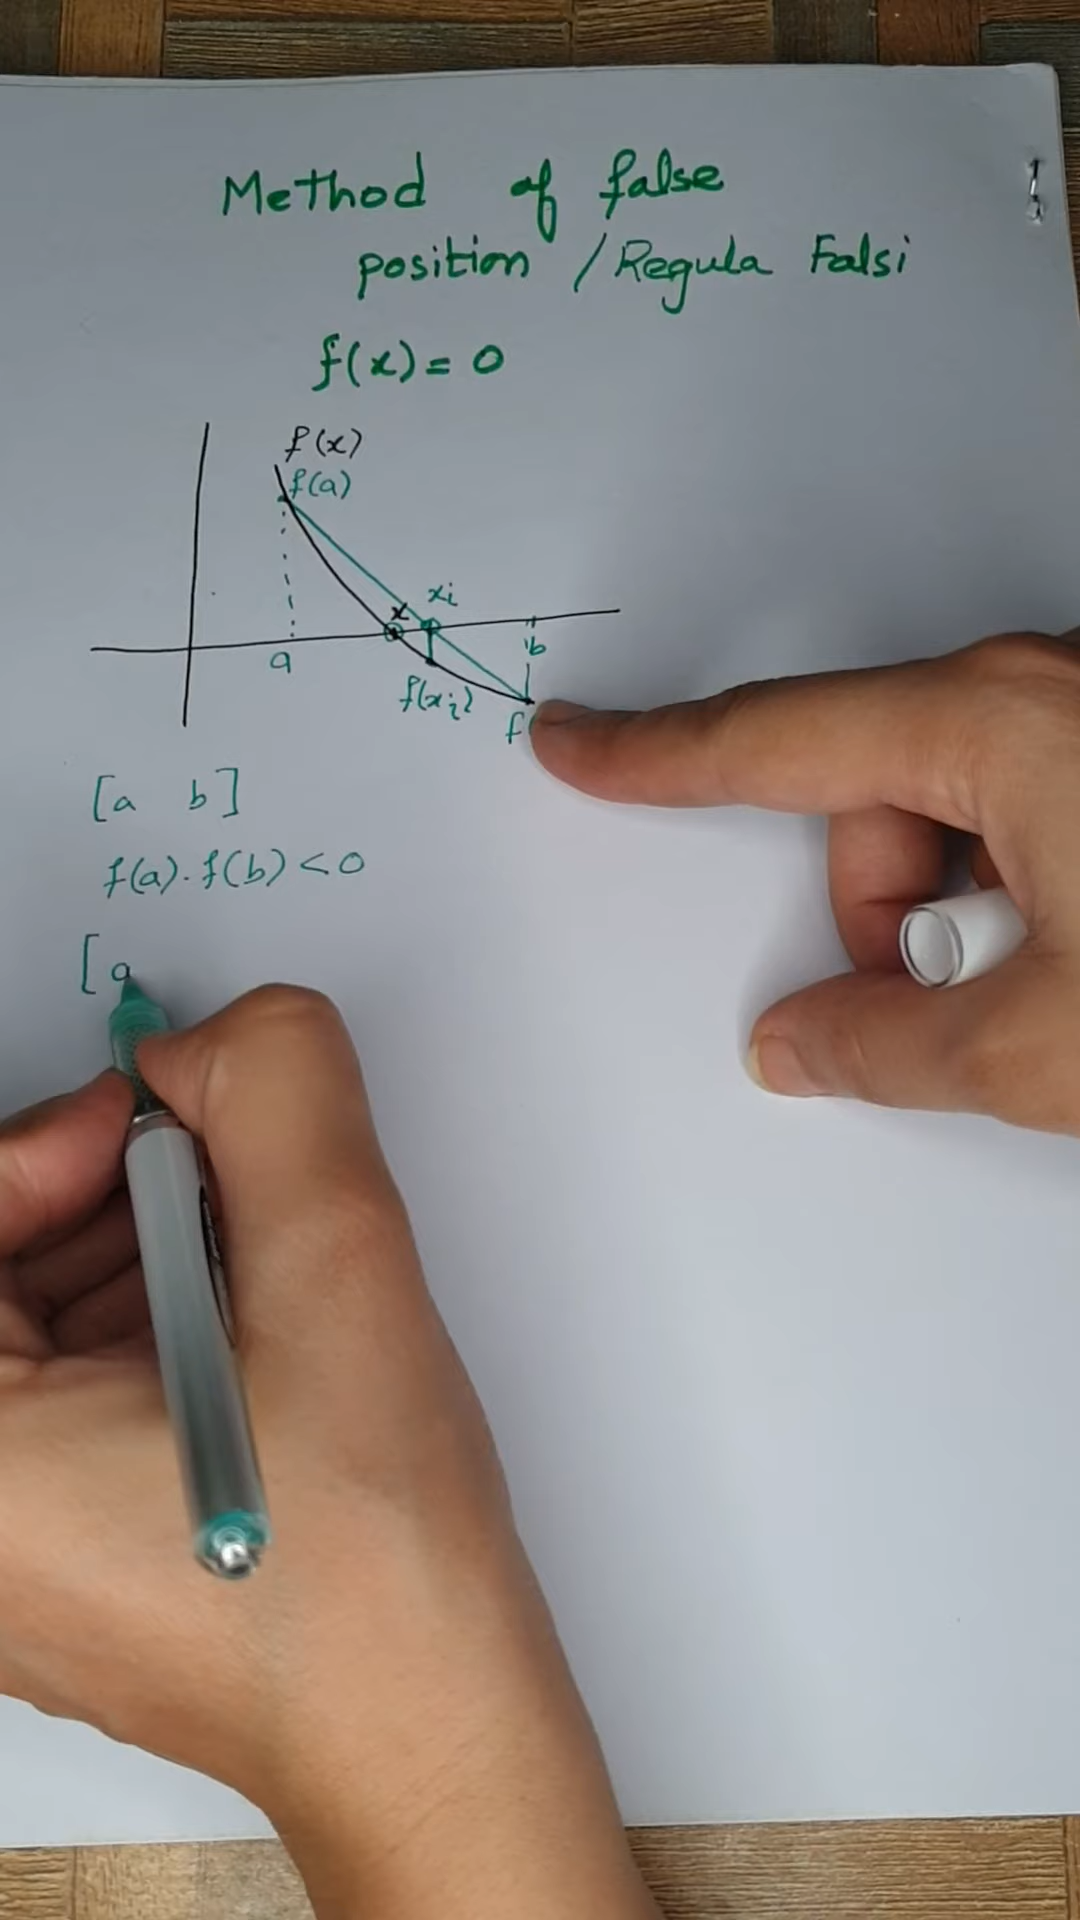 Method of false
position / Regula Falsi
f(x) = 0
f(x)
f(a)
x xi
a b
f(xi)
f
[a b]
f(a). f(b) < 0
[a